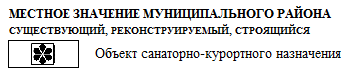 МЕСТНОЕ ЗНАЧЕНИЕ МУНИЦИПАЛЬНОГО РАЙОНА
СУЩЕСТВУЮЩИЙ, РЕКОНСТРУИРУЕМЫЙ, СТРОЯЩИЙСЯ
Объект санаторно-курортного назначения